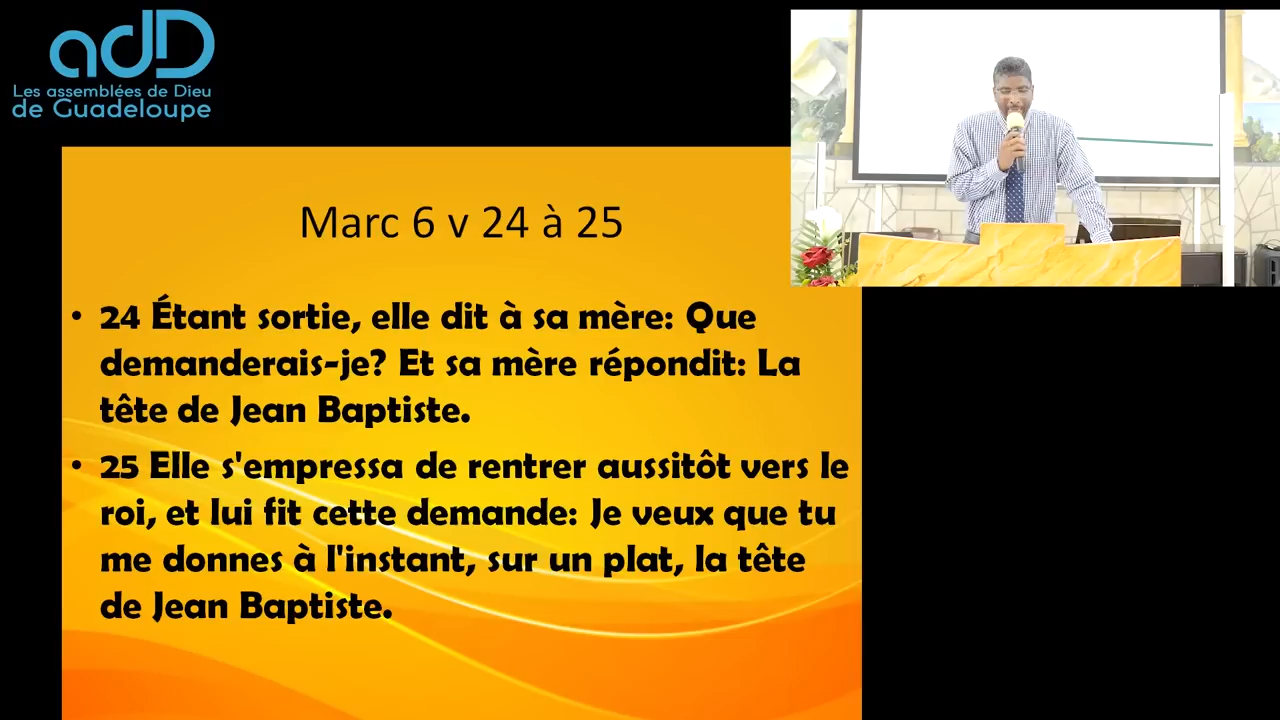 adD
Les assemblées de Dieu
de Guadeloupe
Marc 6 v 24 à 25
• 24 Étant sortie, elle dit à sa mère: Que
demanderais-je? Et sa mère répondit: La
tête de Jean Baptiste.
• 25 Elle s'empressa de rentrer aussitôt vers le
roi, et lui fit cette demande: Je veux que tu
me donnes à l'instant, sur un plat, la tête
de Jean Baptiste.